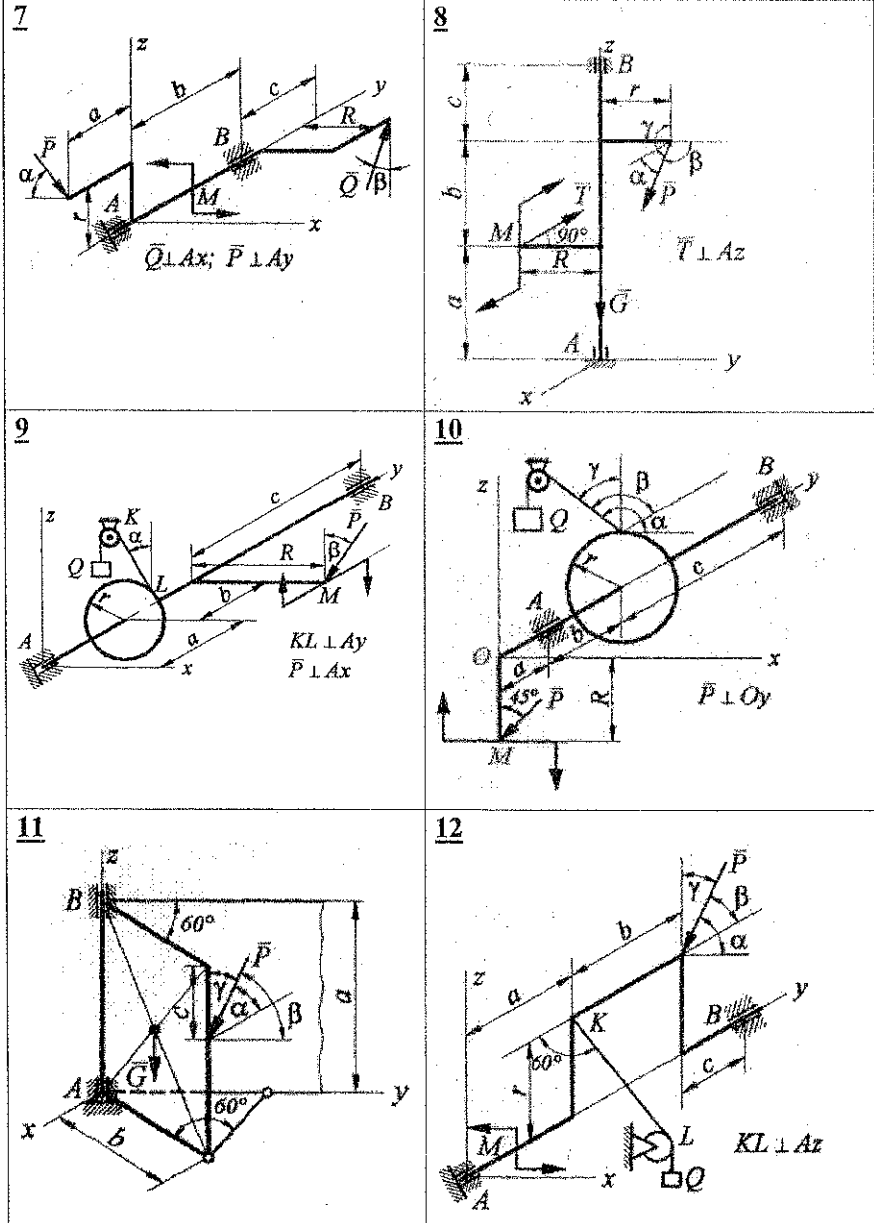 7
z
a
b
c
y
P̄
α
B
R
A
M
Q̄
β
r
x
Q̄⊥Ax; P̄⊥Ay
8
z
B
c
r
γ
β
α
P̄
b
T̄
M
90°
R
T̄⊥Az
a
Ḡ
A
y
x
9
c
y
B
z
K
P̄
α
β
R
Q
L
r
b
M
a
A
x
KL⊥Ay
P̄⊥Ax
10
B
z
γ
β
y
Q
α
r
c
A
b
O
x
a
45°
P̄
R
P̄⊥Oy
M
11
z
B
60°
P̄
a
γ
c
α
β
Ḡ
A
y
60°
x
b
12
P̄
γ
β
b
α
a
z
y
K
B
60°
r
c
M
L
KL⊥Az
x
Q
A